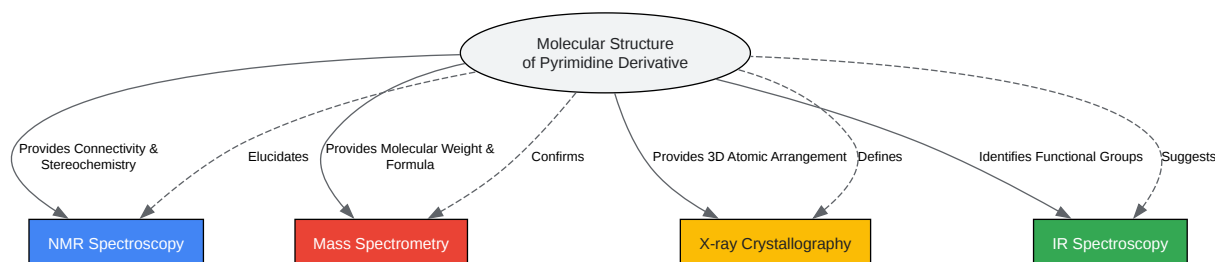 Molecular Structure
of Pyrimidine Derivative
Provides Connectivity &
Stereochemistry
Elucidates
Provides Molecular Weight &
Formula
Confirms
Provides 3D Atomic Arrangement
Defines
Identifies Functional Groups
Suggests
NMR Spectroscopy
Mass Spectrometry
X-ray Crystallography
IR Spectroscopy